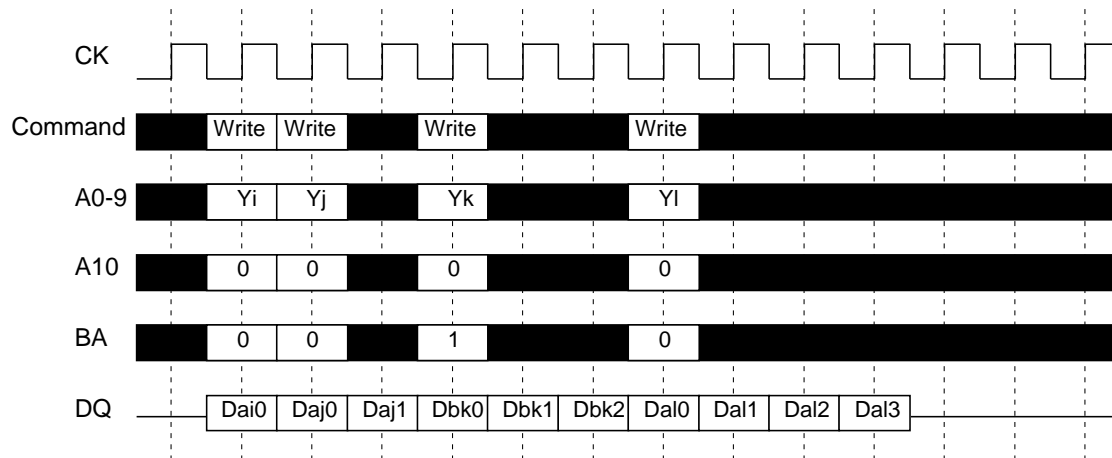 CK
Command Write Write Write Write
A0-9 Yi Yj Yk Yl
A10 0 0 0 0
BA 0 0 1 0
DQ Dai0 Daj0 Daj1 Dbk0 Dbk1 Dbk2 Dal0 Dal1 Dal2 Dal3